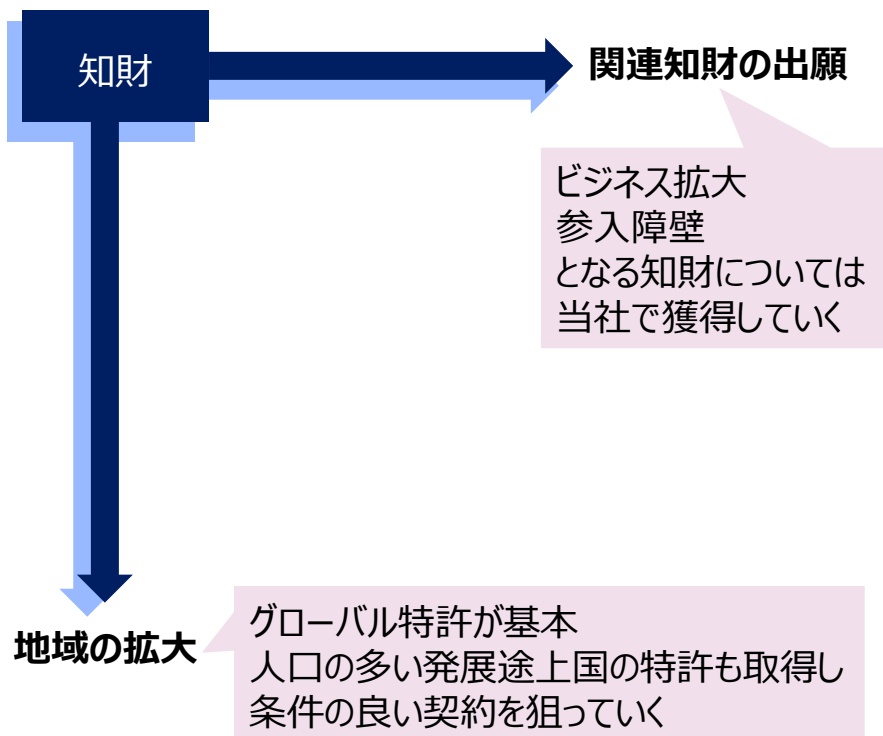 知財
関連知財の出願
ビジネス拡大
参入障壁
となる知財については
当社で獲得していく
地域の拡大
グローバル特許が基本
人口の多い発展途上国の特許も取得し
条件の良い契約を狙っていく